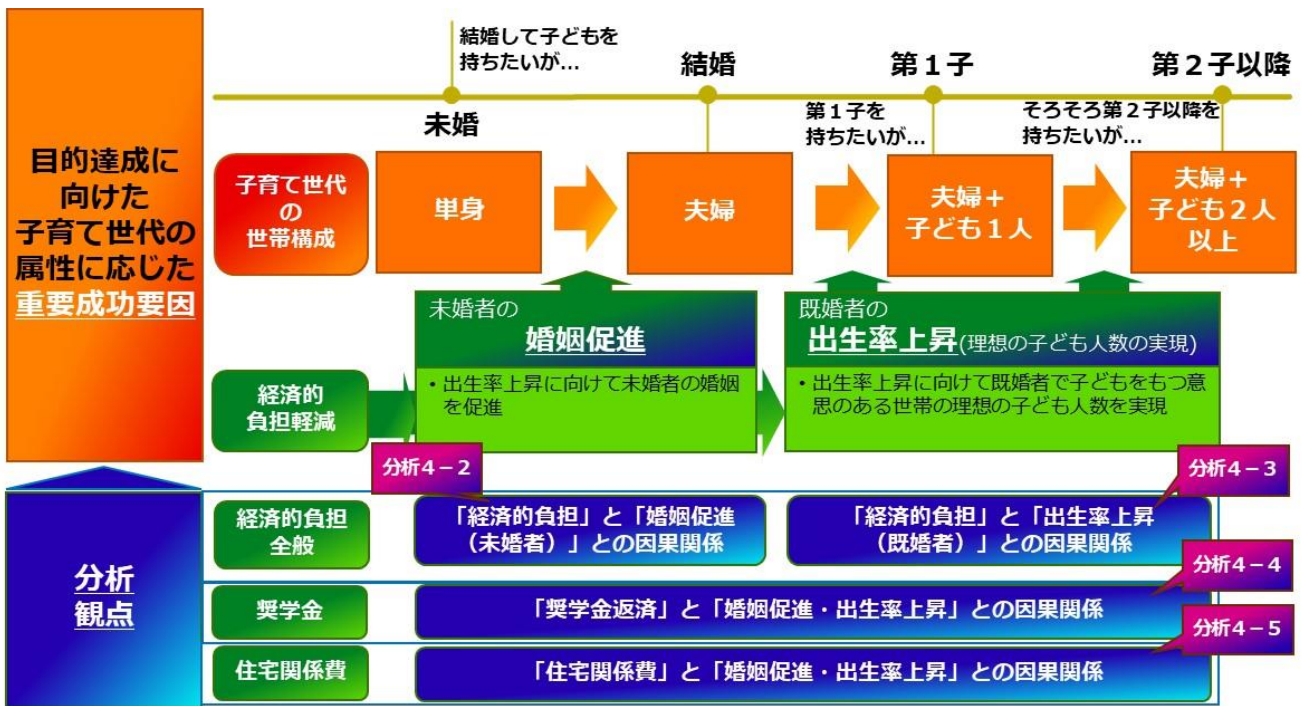 目的達成に
向けた
子育て世代の
属性に応じた
重要成功要因
結婚して子どもを
持ちたいが…
未婚
結婚
第１子を
持ちたいが…
第１子
そろそろ第２子以降を
持ちたいが…
第２子以降
子育て世代
の
世帯構成
単身
夫婦
夫婦＋
子ども１人
夫婦＋
子ども２人
以上
経済的
負担軽減
未婚者の
婚姻促進
・出生率上昇に向けて未婚者の婚姻
を促進
既婚者の
出生率上昇(理想の子ども人数の実現)
・出生率上昇に向けて既婚者で子どもをもつ意
思のある世帯の理想の子ども人数を実現
分析
観点
経済的負担
全般
分析４－２
「経済的負担」と「婚姻促進
（未婚者）」との因果関係
分析４－３
「経済的負担」と「出生率上昇
（既婚者）」との因果関係
奨学金
分析４－４
「奨学金返済」と「婚姻促進・出生率上昇」との因果関係
住宅関係費
分析４－５
「住宅関係費」と「婚姻促進・出生率上昇」との因果関係